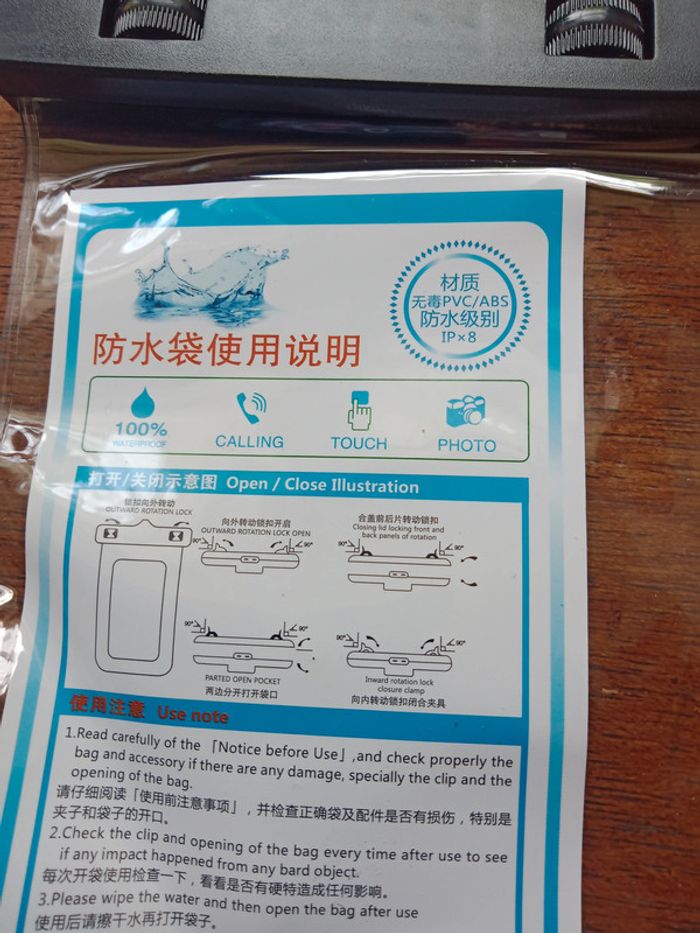 材质
无毒PVC/ABS
防水级别
IP×8
防水袋使用说明
100%
WATERPROOF
CALLING
TOUCH
PHOTO
打开/关闭示意图 Open / Close Illustration
锁扣向外转动
OUTWARD ROTATION LOCK
向外转动锁扣开启
OUTWARD ROTATION LOCK OPEN
90° 90°
合盖前后片转动锁扣
Closing lid locking front and
back panels of rotation
90° 90°
90° 90°
PARTED OPEN POCKET
两边分开打开袋口
90° 90°
Inward rotation lock
closure clamp
向内转动锁扣闭合夹具
使用注意 Use note
1.Read carefully of the「Notice before Use」,and check properly the
bag and accessory if there are any damage, specially the clip and the
opening of the bag.
请仔细阅读「使用前注意事项」，并检查正确袋及配件是否有损伤，特别是
夹子和袋子的开口。
2.Check the clip and opening of the bag every time after use to see
if any impact happened from any bard object.
每次开袋使用检查一下，看看是否有硬特造成任何影响。
3.Please wipe the water and then open the bag after use
使用后请擦干水再打开袋子。